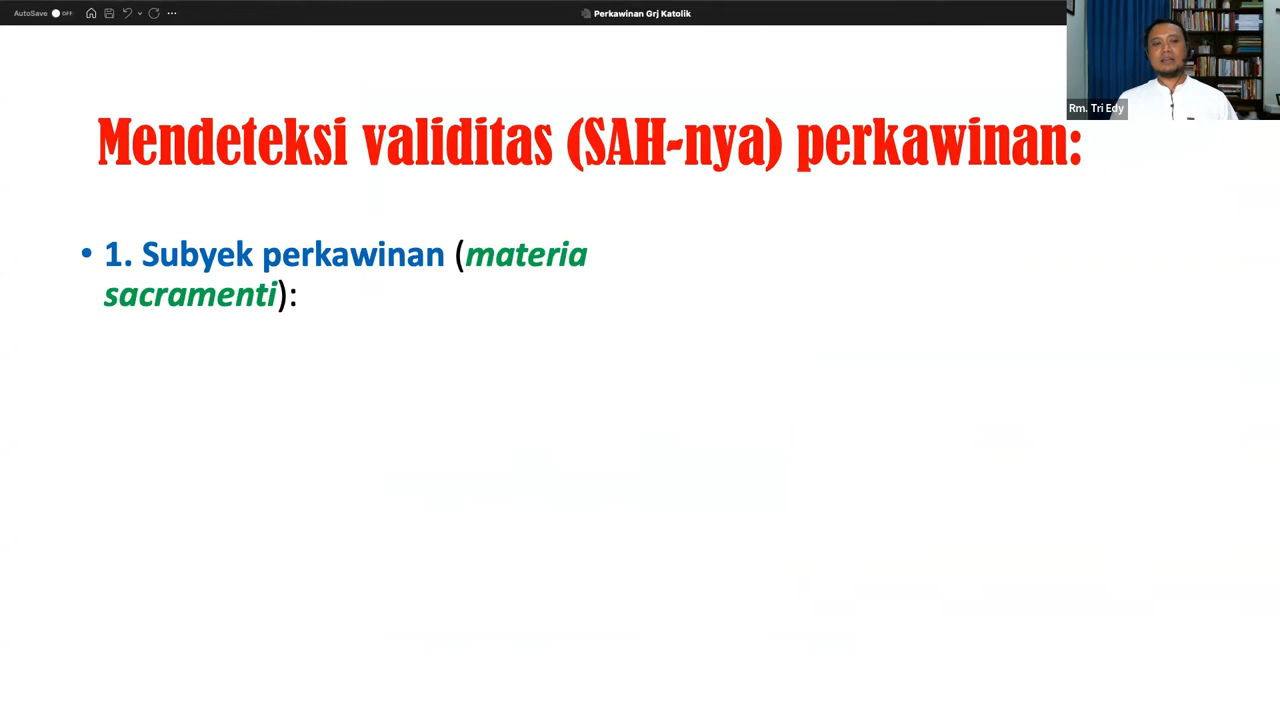 AutoSave OFF
Perkawinan Grj Katolik
Rm. Tri Edy
Mendeteksi validitas (SAH-nya) perkawinan:
• 1. Subyek perkawinan (materia
sacramenti):